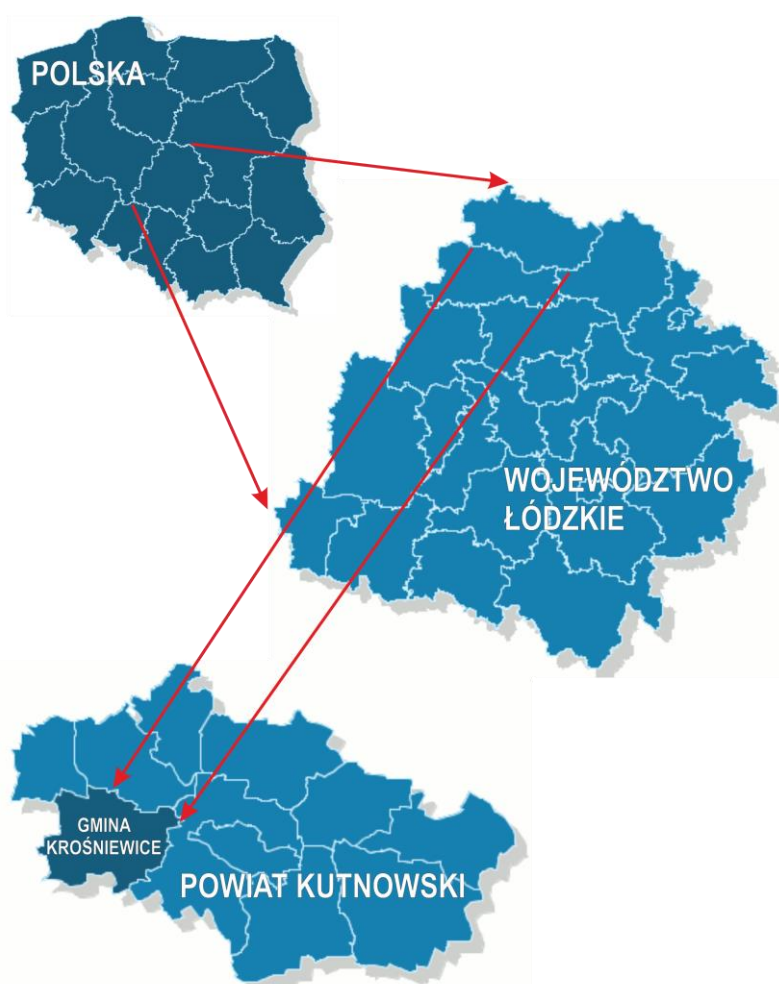 POLSKA
WOJEWÓDZTWO
ŁÓDZKIE
GMINA
KROŚNIEWICE
POWIAT KUTNOWSKI